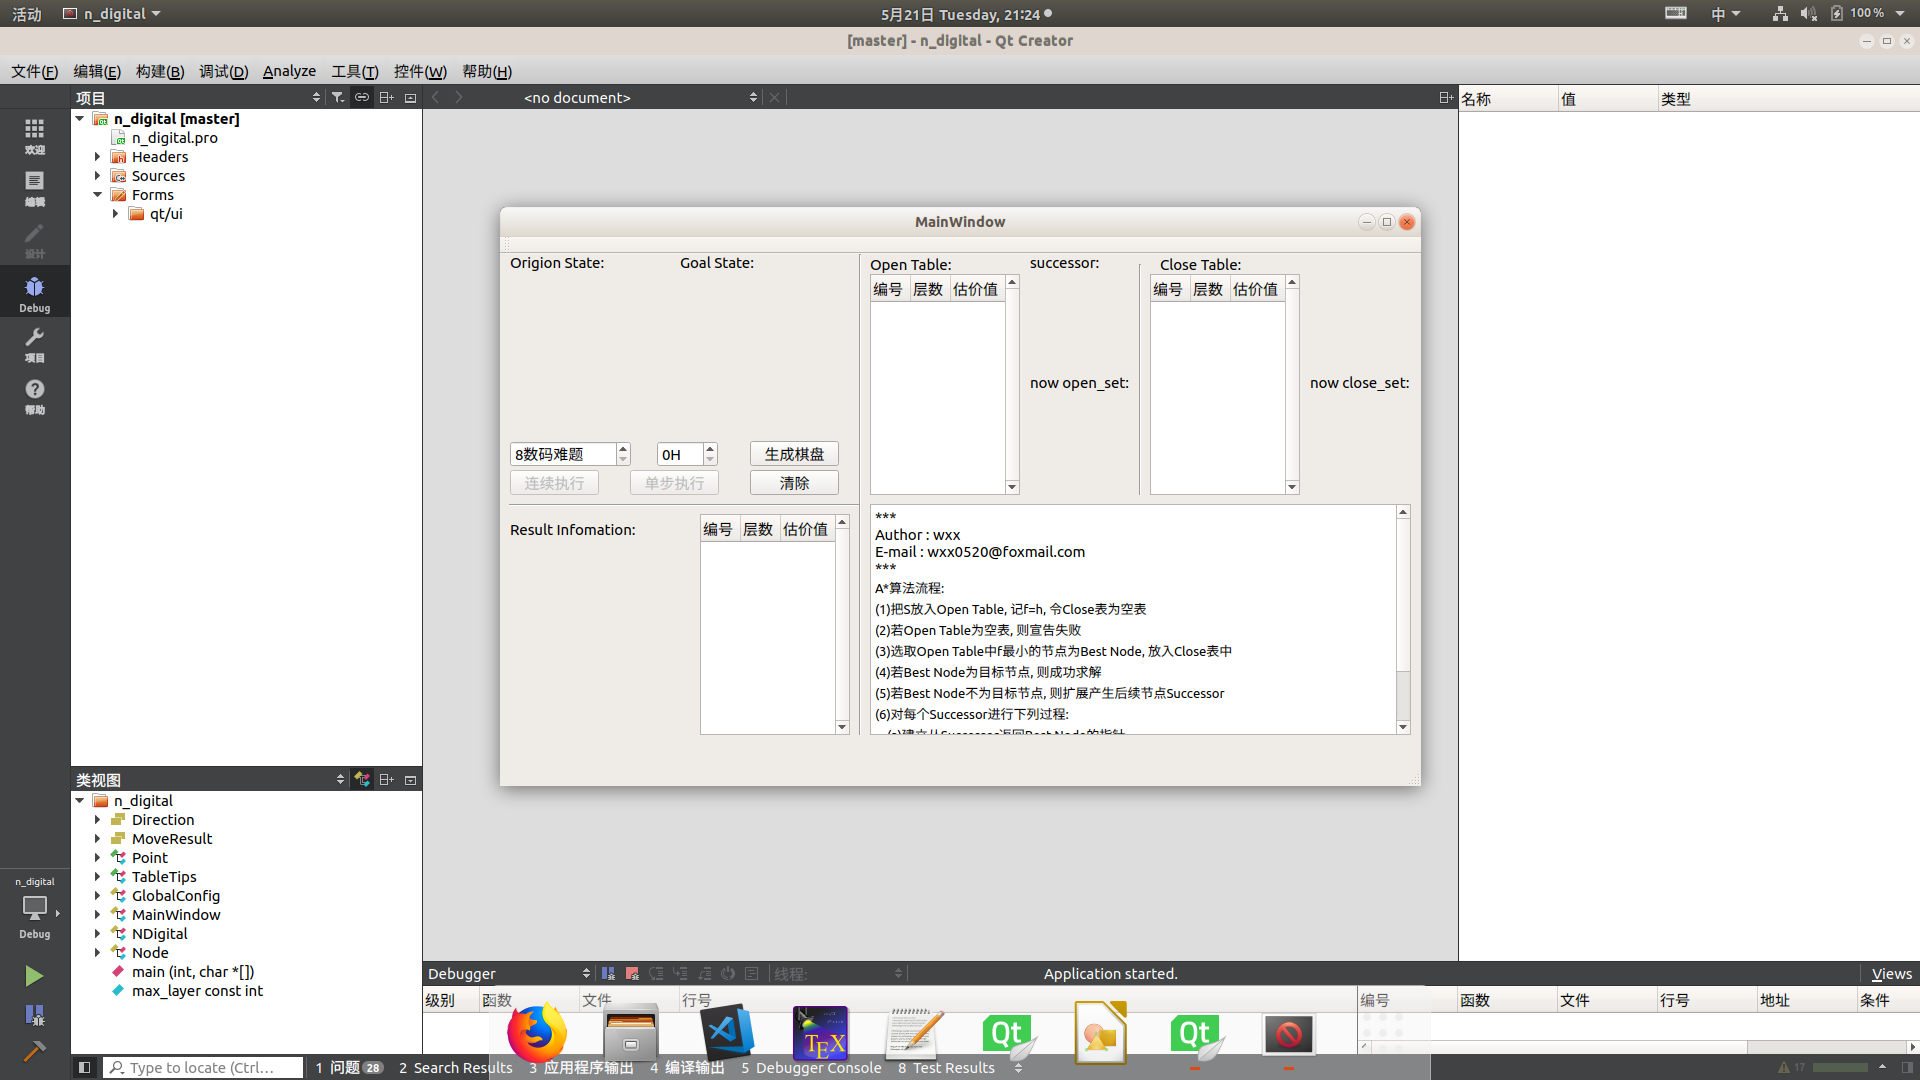 活动
n_digital
5月21日 Tuesday, 21:24
中
100 %
[master] - n_digital - Qt Creator
文件(F) 编辑(E) 构建(B) 调试(D) Analyze 工具(T) 控件(W) 帮助(H)
项目
<no document>
名称 值 类型
n_digital [master]
n_digital.pro
Headers
Sources
Forms
qt/ui
欢迎
编辑
设计
Debug
项目
帮助
MainWindow
Origion State:
Goal State:
Open Table:
successor:
Close Table:
编号 层数 估价值
编号 层数 估价值
now open_set:
now close_set:
8数码难题
0H
生成棋盘
连续执行
单步执行
清除
Result Infomation:
编号 层数 估价值
***
Author : wxx
E-mail : wxx0520@foxmail.com
***
A*算法流程:
(1)把S放入Open Table, 记f=h, 令Close表为空表
(2)若Open Table为空表, 则宣告失败
(3)选取Open Table中f最小的节点为Best Node, 放入Close表中
(4)若Best Node为目标节点, 则成功求解
(5)若Best Node不为目标节点, 则扩展产生后续节点Successor
(6)对每个Successor进行下列过程:
类视图
n_digital
Direction
MoveResult
Point
TableTips
GlobalConfig
MainWindow
NDigital
Node
main (int, char *[])
max_layer const int
n_digital
Debug
Debugger
线程:
Application started.
Views
级别 函数 文件 行号
编号 函数 文件 行号 地址 条件
Qt
TEX
Qt
Type to locate (Ctrl...
1 问题 28
2 Search Results
3 应用程序输出
4 编译输出
5 Debugger Console
8 Test Results
17